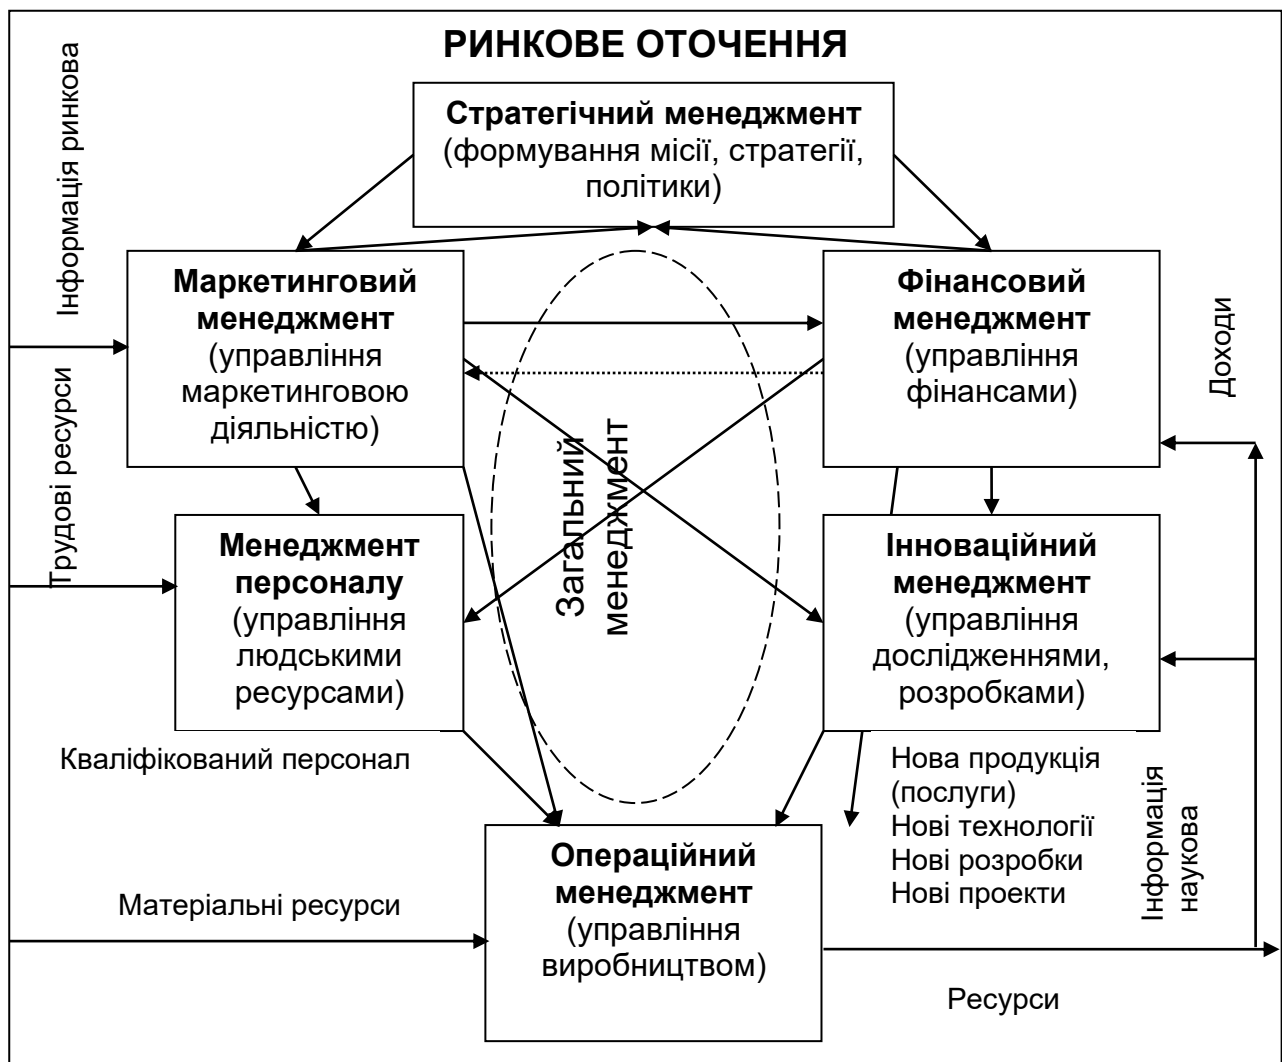 РИНКОВЕ ОТОЧЕННЯ
Стратегічний менеджмент
(формування місії, стратегії,
політики)
Інформація ринкова
Маркетинговий
менеджмент
(управління
маркетинговою
діяльністю)
Фінансовий
менеджмент
(управління
фінансами)
Доходи
Трудові ресурси
Загальний
менеджмент
Менеджмент
персоналу
(управління
людськими
ресурсами)
Інноваційний
менеджмент
(управління
дослідженнями,
розробками)
Кваліфікований персонал
Нова продукція
(послуги)
Нові технології
Нові розробки
Нові проекти
Інформація
наукова
Операційний
менеджмент
(управління
виробництвом)
Матеріальні ресурси
Ресурси